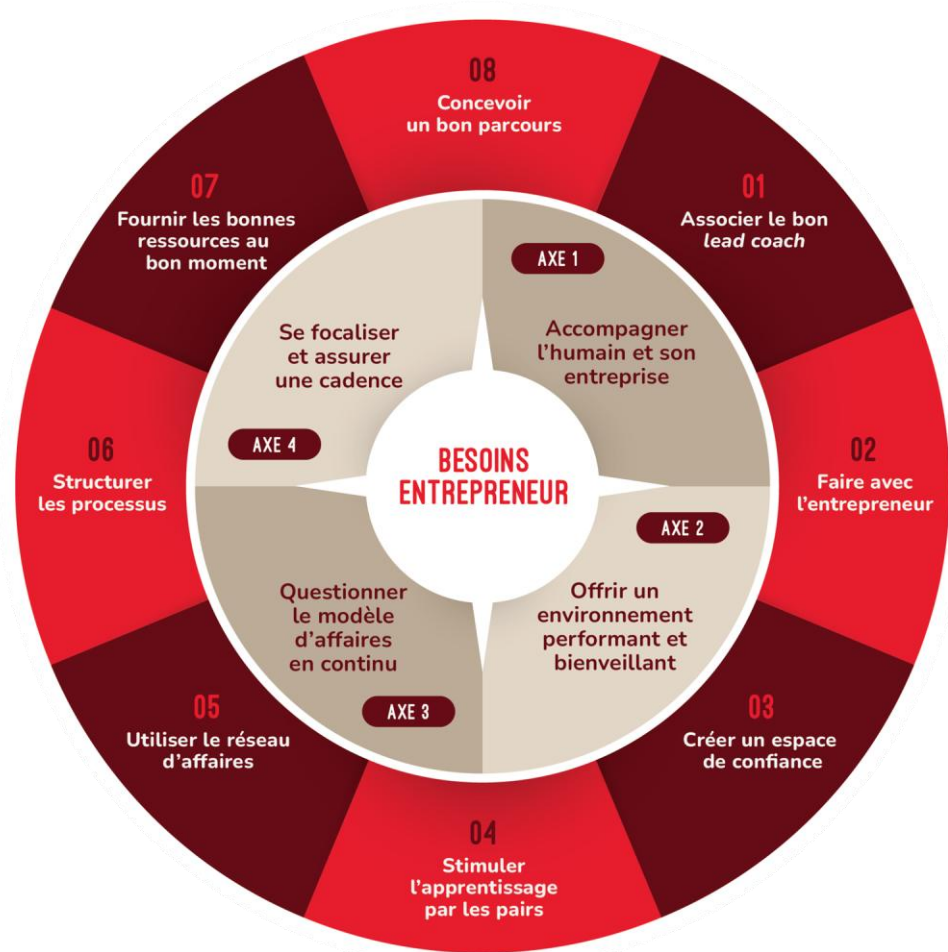 08
Concevoir
un bon parcours
01
Associer le bon
lead coach
02
Faire avec
l'entrepreneur
03
Créer un espace
de confiance
04
Stimuler
l'apprentissage
par les pairs
05
Utiliser le réseau
d'affaires
06
Structurer
les processus
07
Fournir les bonnes
ressources au
bon moment
AXE 1
Accompagner
l'humain et son
entreprise
AXE 2
Offrir un
environnement
performant et
bienveillant
Questionner
le modèle
d'affaires
en continu
AXE 3
Se focaliser
et assurer
une cadence
AXE 4
BESOINS
ENTREPRENEUR